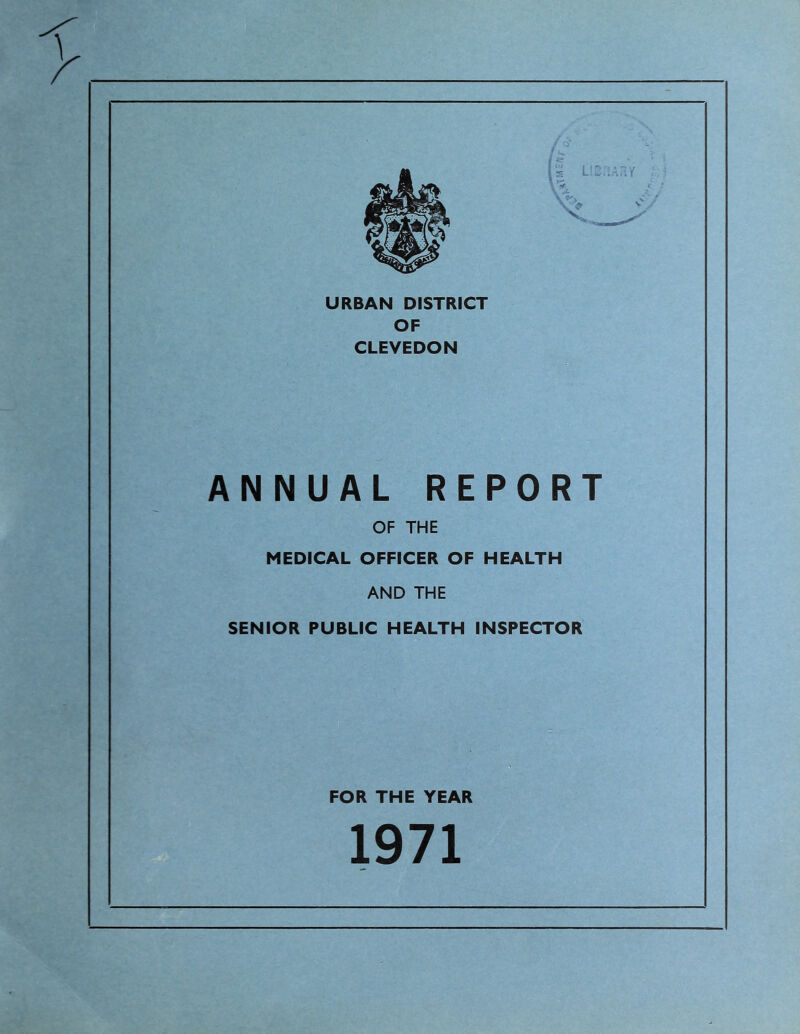 LIBRARY
URBAN DISTRICT
OF
CLEVEDON
ANNUAL REPORT
OF THE
MEDICAL OFFICER OF HEALTH
AND THE
SENIOR PUBLIC HEALTH INSPECTOR
FOR THE YEAR
1971